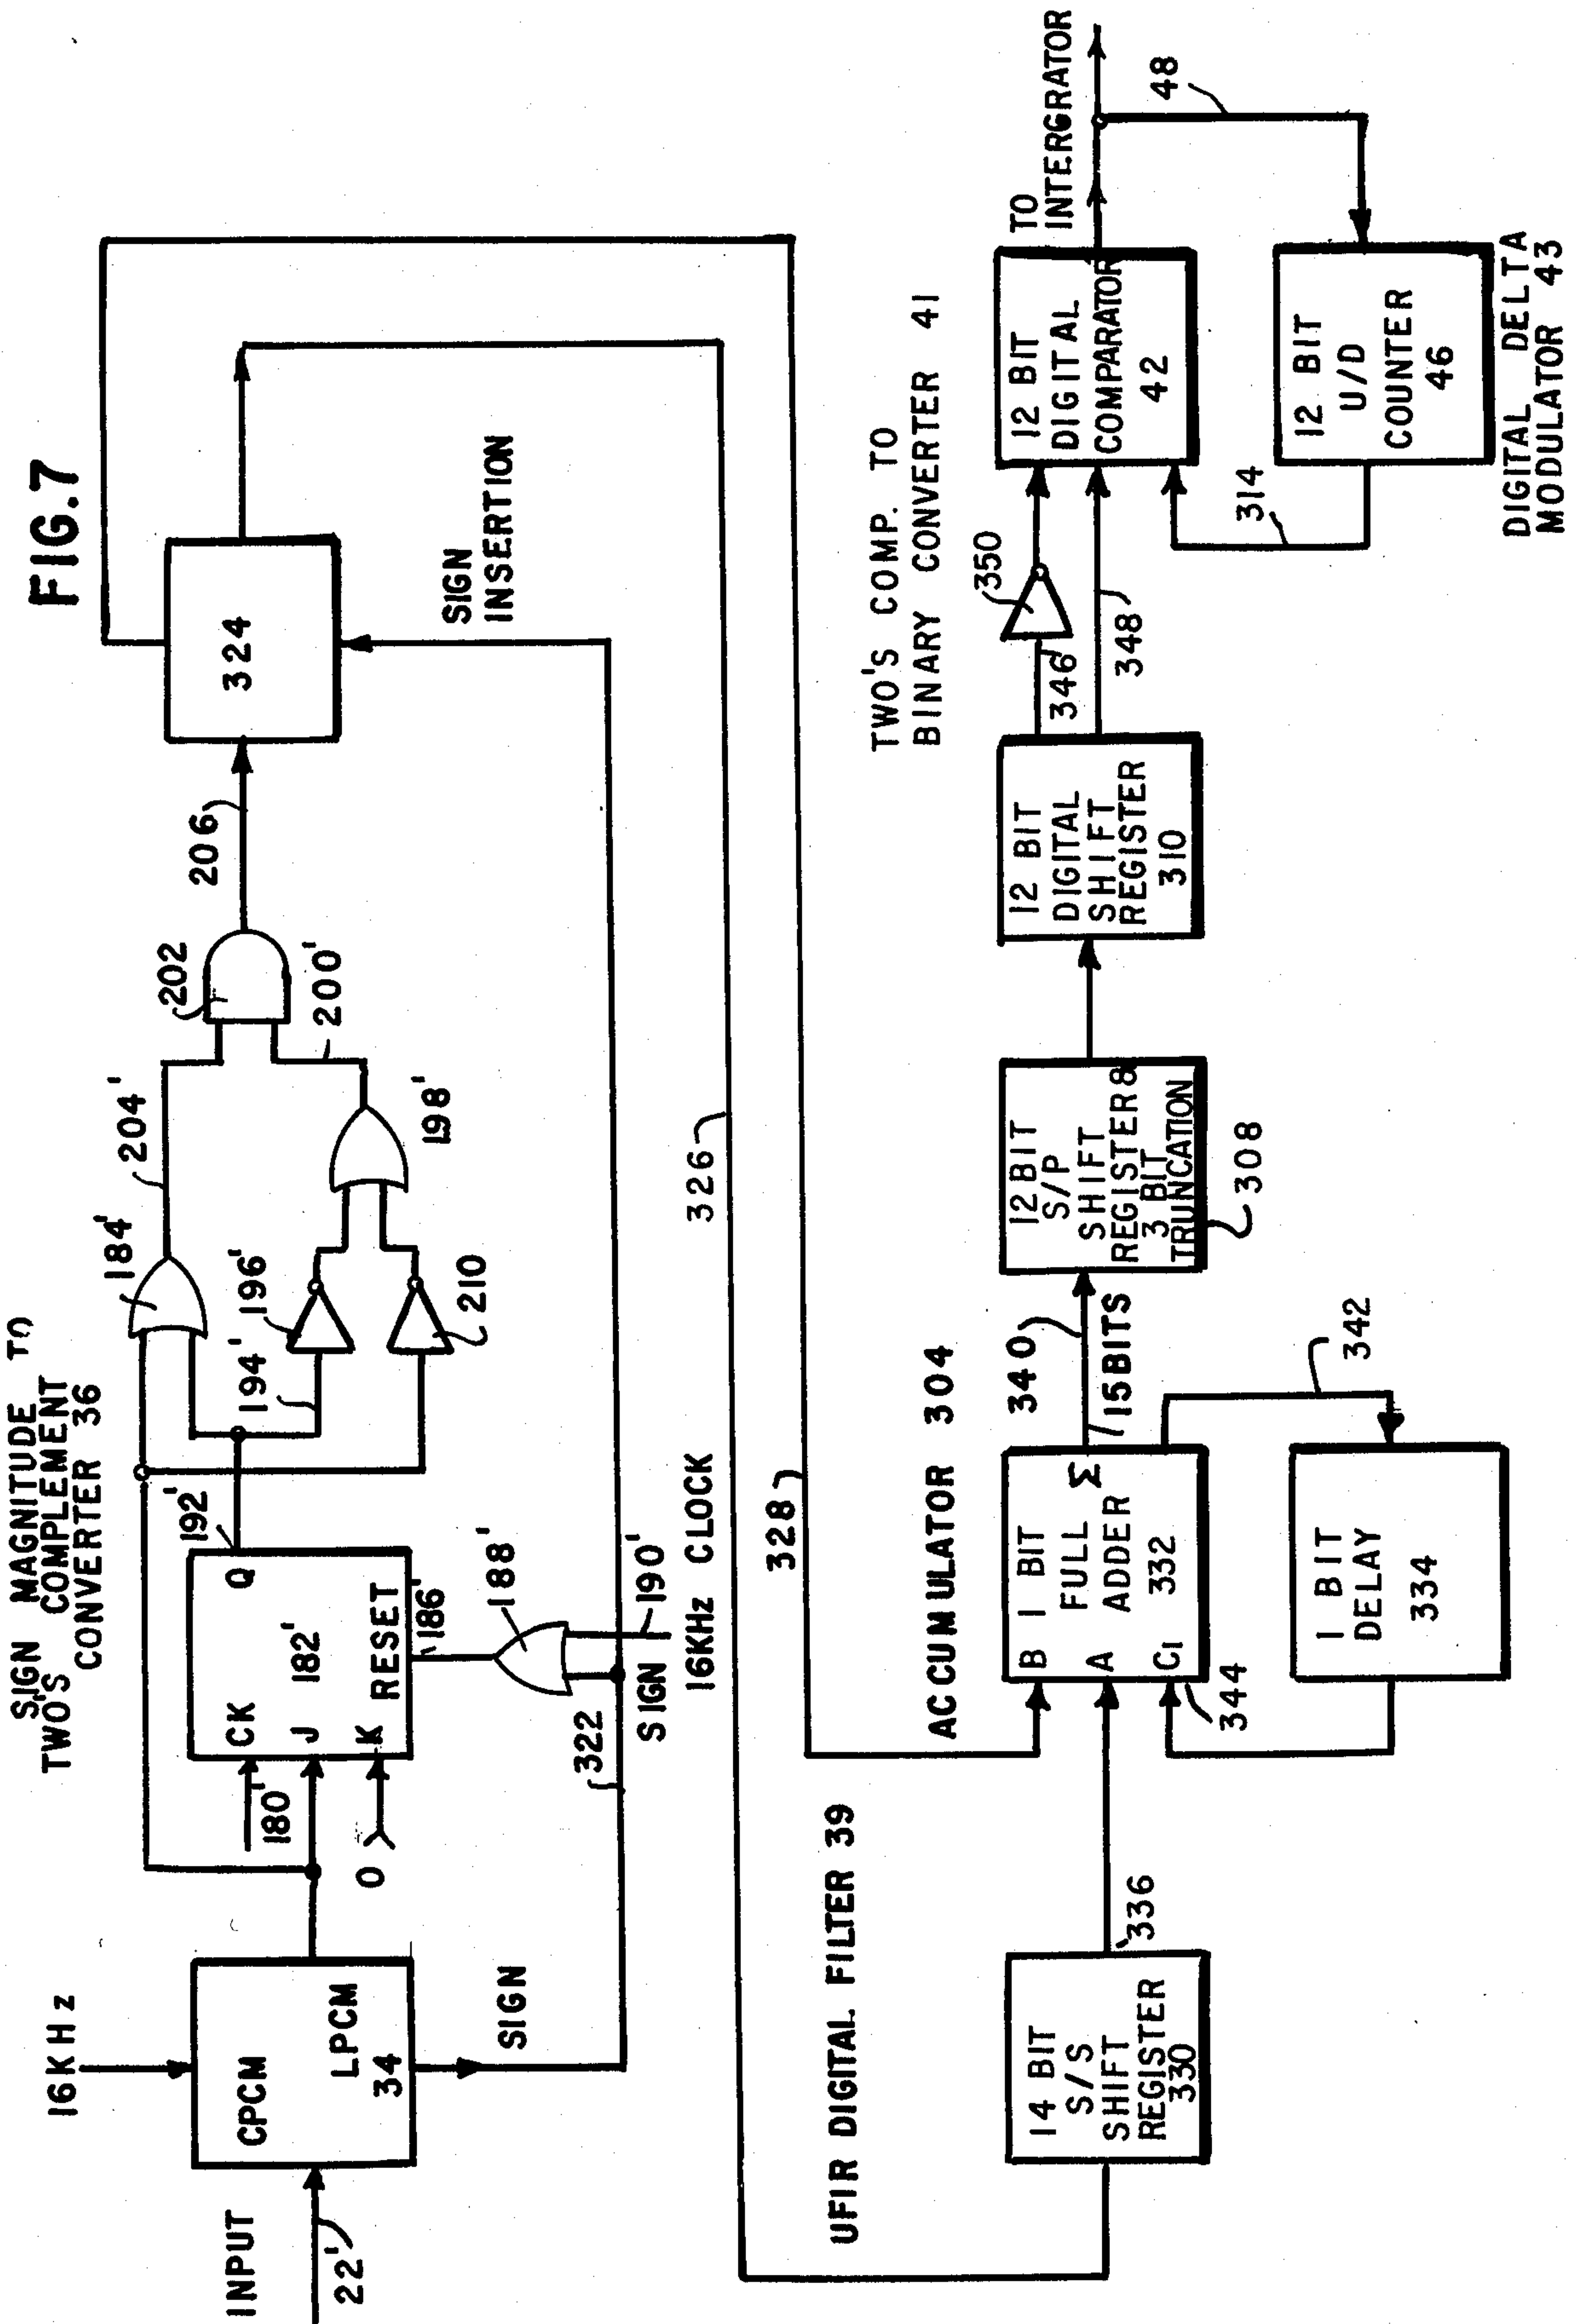 FIG.7
SIGN MAGNITUDE TO
TWO'S COMPLEMENT
CONVERTER 36
16KHz
INPUT
22'
CPCM
LPCM
34
SIGN
180'
0
CK
J
K
Q
182'
RESET
186'
188'
190'
192'
322
SIGN
16KHz CLOCK
184'
194'
196'
210
198'
204'
200'
202
206
324
SIGN
INSERTION
326
328
UFIR DIGITAL FILTER 39
14 BIT
S/S
SHIFT
REGISTER
330
336
ACCUMULATOR 304
B 1 BIT
FULL Σ
A ADDER
332
C1
344
1 BIT
DELAY
334
342
340
15BITS
12BIT
S/P
SHIFT
REGISTER 8
3 BIT
TRUNCATION
308
12 BIT
DIGITAL
SHIFT
REGISTER
310
TWO'S COMP. TO
BINARY CONVERTER 41
346
348
350
12 BIT
DIGITAL
COMPARATOR
42
TO
INTERGRATOR
48
314
12 BIT
U/D
COUNTER
46
DIGITAL DELTA
MODULATOR 43